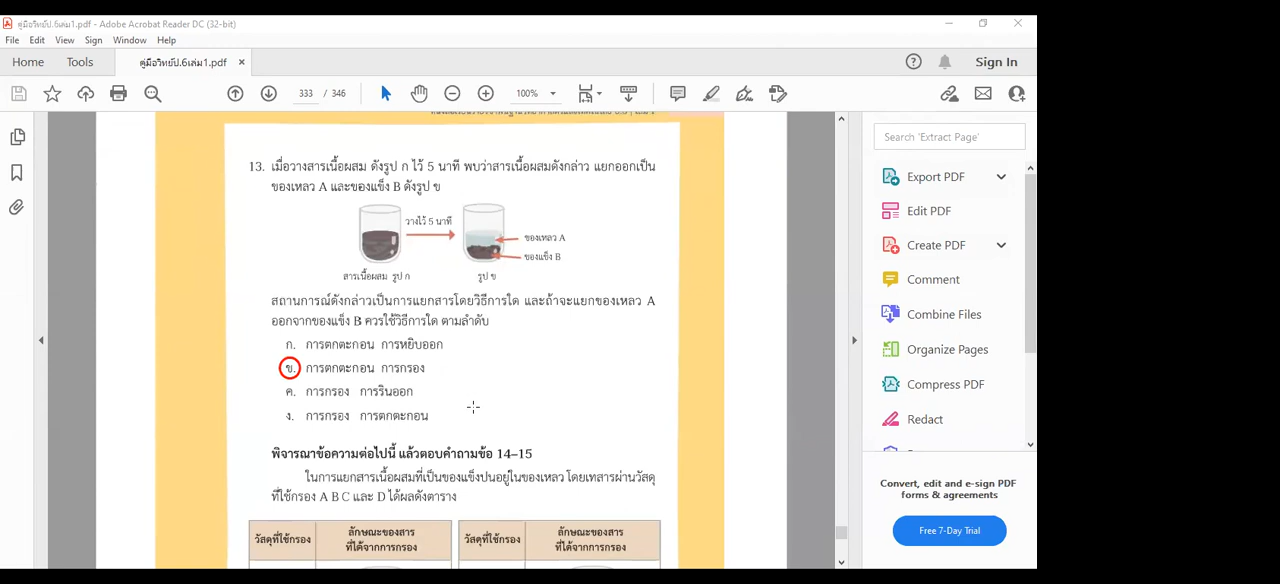 คู่มือวิทย์ป.6เล่ม1.pdf - Adobe Acrobat Reader DC (32-bit)
File Edit View Sign Window Help
Home Tools คู่มือวิทย์ป.6เล่ม1.pdf × Sign In
333 / 346 100%
Search 'Extract Page'
Export PDF
Edit PDF
Create PDF
Comment
Combine Files
Organize Pages
Compress PDF
Redact
Convert, edit and e-sign PDF
forms & agreements
Free 7-Day Trial
13. เมื่อวางสารเนื้อผสม ดังรูป ก ไว้ 5 นาที พบว่าสารเนื้อผสมดังกล่าว แยกออกเป็น
ของเหลว A และของแข็ง B ดังรูป ข
วางไว้ 5 นาที
ของเหลว A
ของแข็ง B
สารเนื้อผสม รูป ก
รูป ข
สถานการณ์ดังกล่าวเป็นการแยกสารโดยวิธีการใด และถ้าจะแยกของเหลว A
ออกจากของแข็ง B ควรใช้วิธีการใด ตามลำดับ
ก. การตกตะกอน การหยิบออก
ข. การตกตะกอน การกรอง
ค. การกรอง การรินออก
ง. การกรอง การตกตะกอน
พิจารณาข้อความต่อไปนี้ แล้วตอบคำถามข้อ 14–15
ในการแยกสารเนื้อผสมที่เป็นของแข็งปนอยู่ในของเหลว โดยเทสารผ่านวัสดุ
ที่ใช้กรอง A B C และ D ได้ผลดังตาราง
วัสดุที่ใช้กรอง
ลักษณะของสาร
ที่ได้จากการกรอง
วัสดุที่ใช้กรอง
ลักษณะของสาร
ที่ได้จากการกรอง